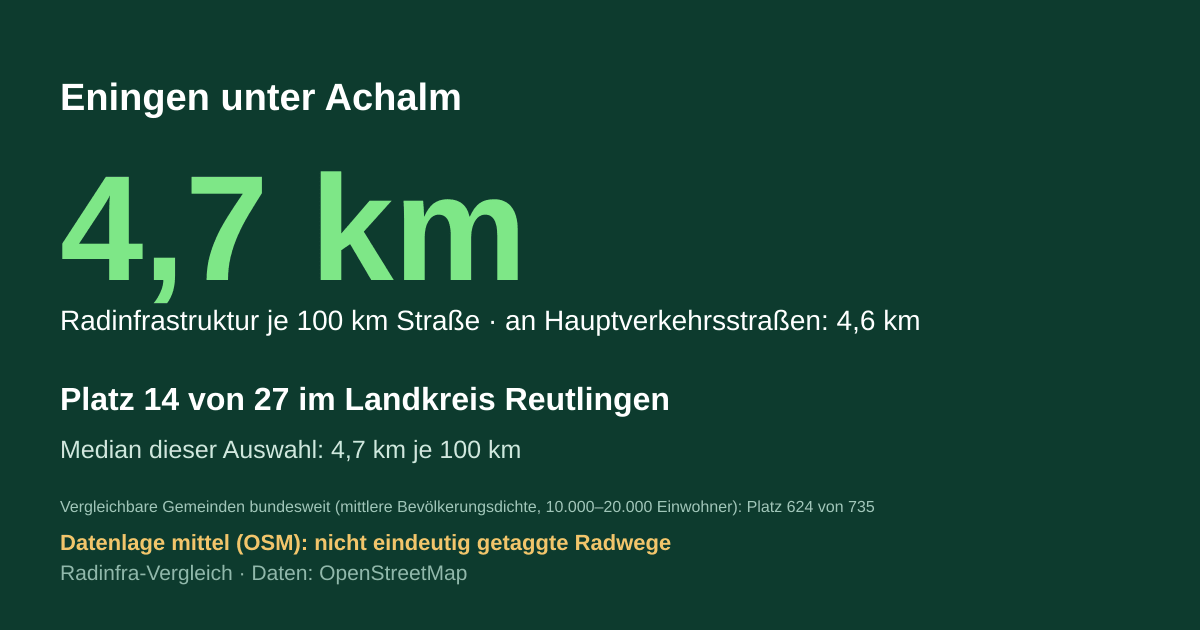 Eningen unter Achalm
4,7 km
Radinfrastruktur je 100 km Straße · an Hauptverkehrsstraßen: 4,6 km
Platz 14 von 27 im Landkreis Reutlingen
Median dieser Auswahl: 4,7 km je 100 km
Vergleichbare Gemeinden bundesweit (mittlere Bevölkerungsdichte, 10.000–20.000 Einwohner): Platz 624 von 735
Datenlage mittel (OSM): nicht eindeutig getaggte Radwege
Radinfra-Vergleich · Daten: OpenStreetMap